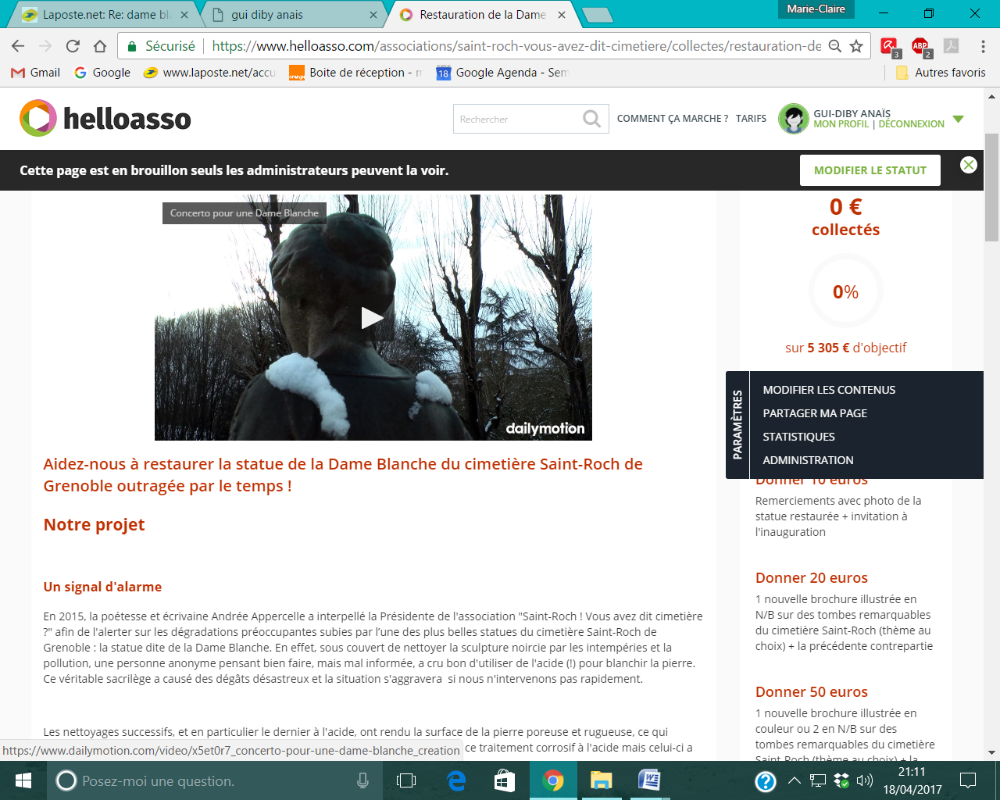 Laposte.net: Re: dame bl
gui diby anais
Restauration de la Dame
Marie-Claire
Sécurisé
https://www.helloasso.com/associations/saint-roch-vous-avez-dit-cimetiere/collectes/restauration-de
3
ABP
2
Gmail
Google
www.laposte.net/accu
orange
Boite de réception - m
18
Google Agenda - Sem
Autres favoris
helloasso
Rechercher
COMMENT ÇA MARCHE ?
TARIFS
GUI-DIBY ANAÏS
MON PROFIL | DÉCONNEXION
Cette page est en brouillon seuls les administrateurs peuvent la voir.
MODIFIER LE STATUT
Concerto pour une Dame Blanche
dailymotion
Aidez-nous à restaurer la statue de la Dame Blanche du cimetière Saint-Roch de
Grenoble outragée par le temps !
Notre projet
Un signal d'alarme
En 2015, la poétesse et écrivaine Andrée Appercelle a interpellé la Présidente de l'association "Saint-Roch ! Vous avez dit cimetière
?" afin de l'alerter sur les dégradations préoccupantes subies par l’une des plus belles statues du cimetière Saint-Roch de
Grenoble : la statue dite de la Dame Blanche. En effet, sous couvert de nettoyer la sculpture noircie par les intempéries et la
pollution, une personne anonyme pensant bien faire, mais mal informée, a cru bon d'utiliser de l'acide (!) pour blanchir la pierre.
Ce véritable sacrilège a causé des dégâts désastreux et la situation s'aggravera si nous n'intervenons pas rapidement.
Les nettoyages successifs, et en particulier le dernier à l'acide, ont rendu la surface de la pierre poreuse et rugueuse, ce qui
ce traitement corrosif à l'acide mais celui-ci a
https://www.dailymotion.com/video/x5et0r7_concerto-pour-une-dame-blanche_creation
0 €
collectés
0%
sur 5 305 € d'objectif
PARAMÈTRES
MODIFIER LES CONTENUS
PARTAGER MA PAGE
STATISTIQUES
ADMINISTRATION
Donner 10 euros
Remerciements avec photo de la
statue restaurée + invitation à
l'inauguration
Donner 20 euros
1 nouvelle brochure illustrée en
N/B sur des tombes remarquables
du cimetière Saint-Roch (thème au
choix) + la précédente contrepartie
Donner 50 euros
1 nouvelle brochure illustrée en
couleur ou 2 en N/B sur des
tombes remarquables du cimetière
Saint-Roch (thème au choix) + la
Posez-moi une question.
21:11
18/04/2017